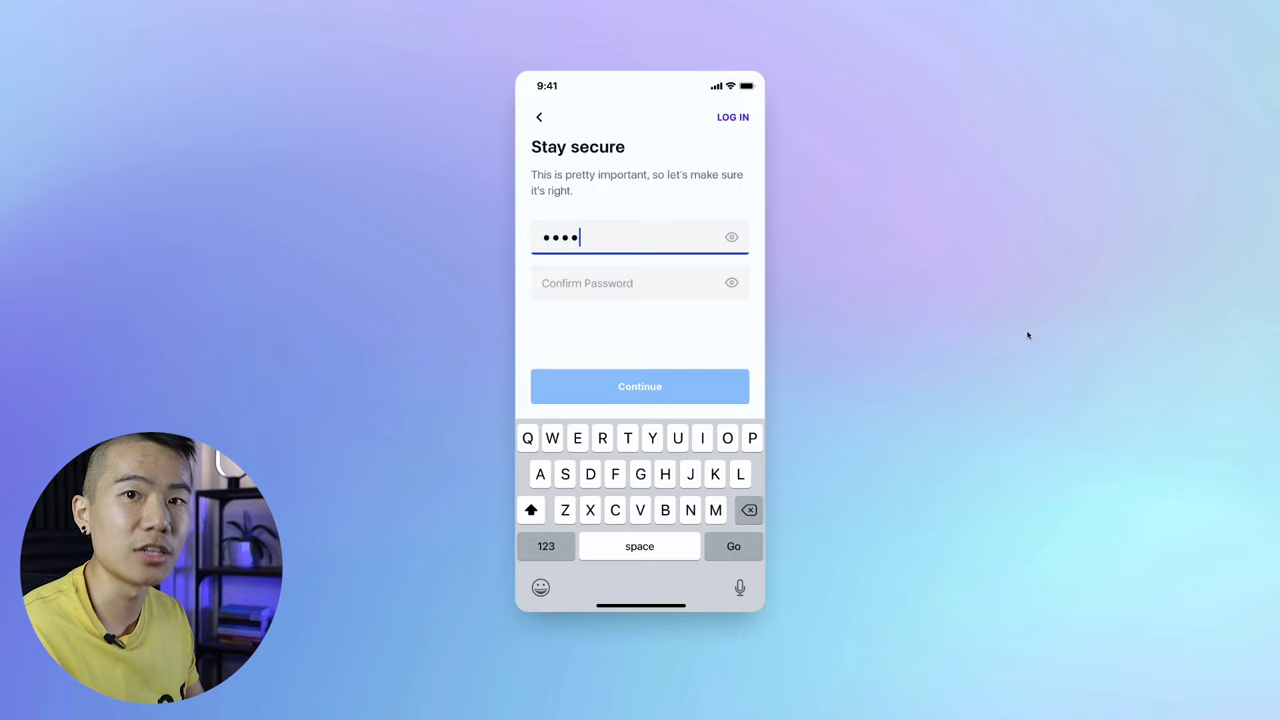 9:41
LOG IN
Stay secure
This is pretty important, so let's make sure
it's right.
Confirm Password
Continue
Q W E R T Y U I O P
A S D F G H J K L
Z X C V B N M
123 space Go